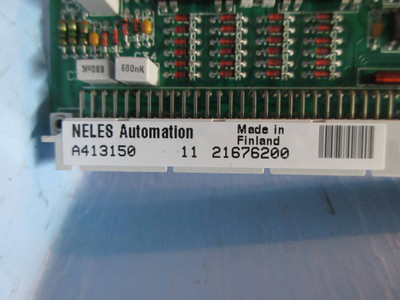 680nK
NELES Automation
Made in
Finland
A413150 11 21676200